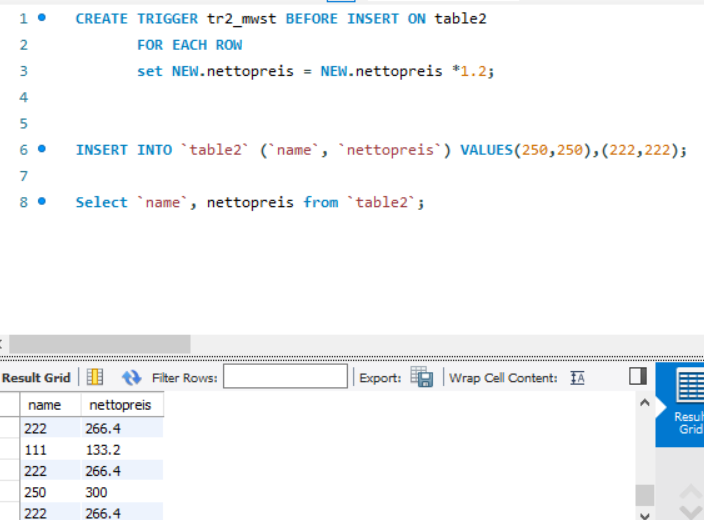 1 CREATE TRIGGER tr2_mwst BEFORE INSERT ON table2
2 FOR EACH ROW
3 set NEW.nettopreis = NEW.nettopreis *1.2;
4
5
6 INSERT INTO `table2` (`name`, `nettopreis`) VALUES(250,250),(222,222);
7
8 Select `name`, nettopreis from `table2`;
Result Grid Filter Rows: Export: Wrap Cell Content:
name nettopreis
222 266.4
111 133.2
222 266.4
250 300
222 266.4
Grid